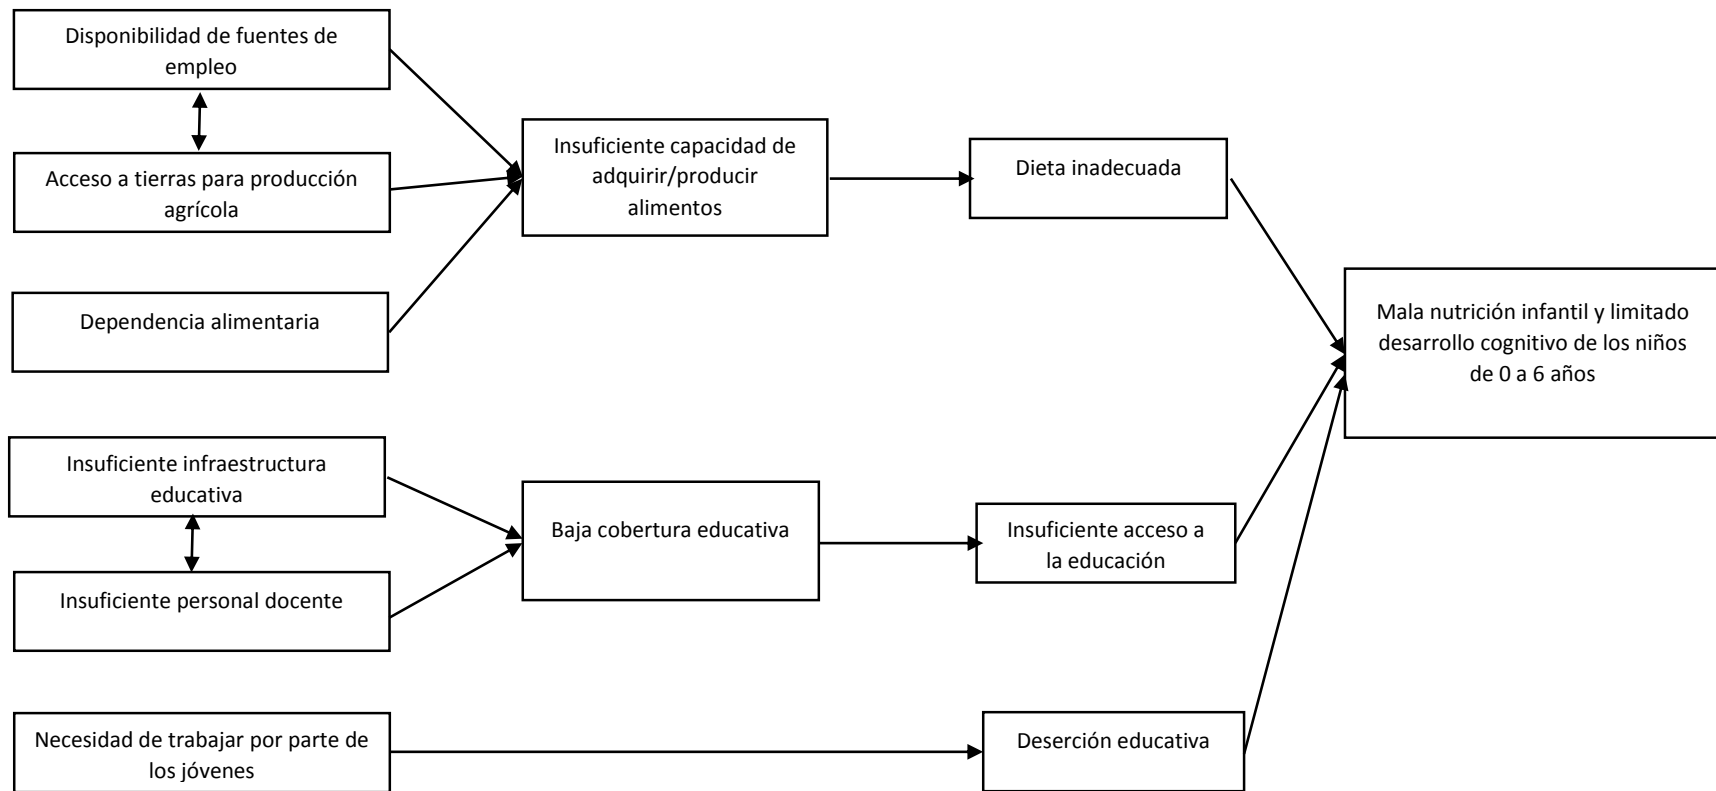 Disponibilidad de fuentes de
empleo
Acceso a tierras para producción
agrícola
Dependencia alimentaria
Insuficiente capacidad de
adquirir/producir
alimentos
Dieta inadecuada
Mala nutrición infantil y limitado
desarrollo cognitivo de los niños
de 0 a 6 años
Insuficiente infraestructura
educativa
Insuficiente personal docente
Baja cobertura educativa
Insuficiente acceso a
la educación
Necesidad de trabajar por parte de
los jóvenes
Deserción educativa